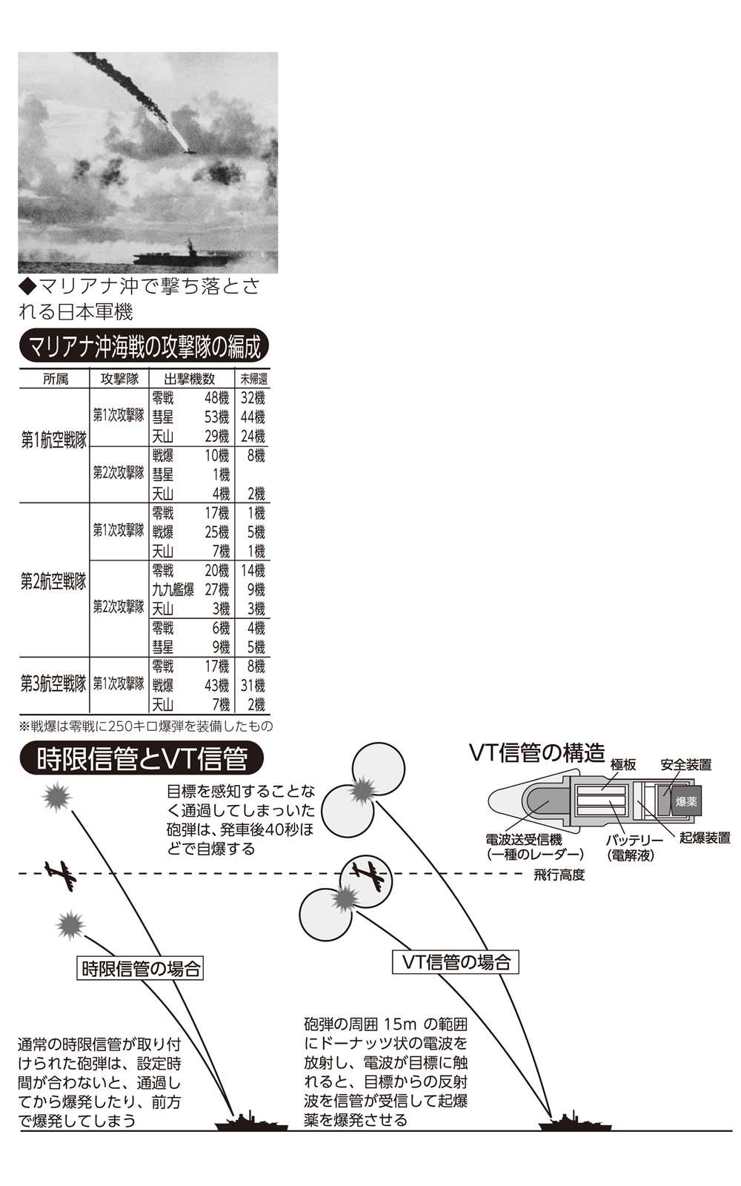 ◆マリアナ沖で撃ち落とさ
れる日本軍機
マリアナ沖海戦の攻撃隊の編成
所属 攻撃隊 出撃機数 未帰還
第1航空戦隊 第1次攻撃隊 零戦 48機 32機
彗星 53機 44機
天山 29機 24機
第2次攻撃隊 戦爆 10機 8機
彗星 1機
天山 4機 2機
第2航空戦隊 第1次攻撃隊 零戦 17機 1機
戦爆 25機 5機
天山 7機 1機
第2次攻撃隊 零戦 20機 14機
九九艦爆 27機 9機
天山 3機 3機
零戦 6機 4機
彗星 9機 5機
第3航空戦隊 第1次攻撃隊 零戦 17機 8機
戦爆 43機 31機
天山 7機 2機
※戦爆は零戦に250キロ爆弾を装備したもの
時限信管とVT信管
目標を感知することな
く通過してしまっいた
砲弾は、発車後40秒ほ
どで自爆する
VT信管の構造
極板
安全装置
爆薬
電波送受信機
(一種のレーダー)
バッテリー
(電解液)
起爆装置
飛行高度
時限信管の場合
VT信管の場合
通常の時限信管が取り付
けられた砲弾は、設定時
間が合わないと、通過し
てから爆発したり、前方
で爆発してしまう
砲弾の周囲 15m の範囲
にドーナッツ状の電波を
放射し、電波が目標に触
れると、目標からの反射
波を信管が受信して起爆
薬を爆発させる